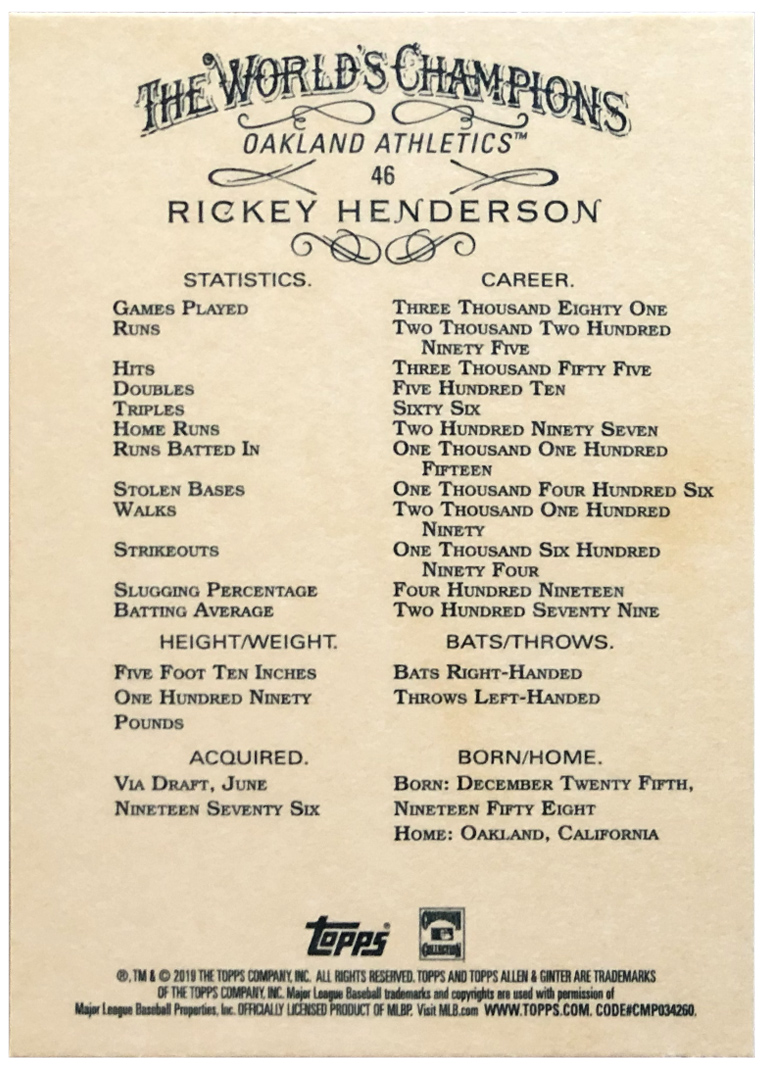 THE WORLD'S CHAMPIONS
OAKLAND ATHLETICS™
46
RICKEY HENDERSON
STATISTICS. CAREER.
GAMES PLAYED THREE THOUSAND EIGHTY ONE
RUNS TWO THOUSAND TWO HUNDRED
NINETY FIVE
HITS THREE THOUSAND FIFTY FIVE
DOUBLES FIVE HUNDRED TEN
TRIPLES SIXTY SIX
HOME RUNS TWO HUNDRED NINETY SEVEN
RUNS BATTED IN ONE THOUSAND ONE HUNDRED
FIFTEEN
STOLEN BASES ONE THOUSAND FOUR HUNDRED SIX
WALKS TWO THOUSAND ONE HUNDRED
NINETY
STRIKEOUTS ONE THOUSAND SIX HUNDRED
NINETY FOUR
SLUGGING PERCENTAGE FOUR HUNDRED NINETEEN
BATTING AVERAGE TWO HUNDRED SEVENTY NINE
HEIGHT/WEIGHT. BATS/THROWS.
FIVE FOOT TEN INCHES BATS RIGHT-HANDED
ONE HUNDRED NINETY THROWS LEFT-HANDED
POUNDS
ACQUIRED. BORN/HOME.
VIA DRAFT, JUNE BORN: DECEMBER TWENTY FIFTH,
NINETEEN SEVENTY SIX NINETEEN FIFTY EIGHT
HOME: OAKLAND, CALIFORNIA
Topps COOPERSTOWN
COLLECTION
®, TM & © 2019 THE TOPPS COMPANY, INC. ALL RIGHTS RESERVED. TOPPS AND TOPPS ALLEN & GINTER ARE TRADEMARKS
OF THE TOPPS COMPANY, INC. Major League Baseball trademarks and copyrights are used with permission of
Major League Baseball Properties, Inc. OFFICIALLY LICENSED PRODUCT OF MLBP. Visit MLB.com WWW.TOPPS.COM. CODE#CMP034260.